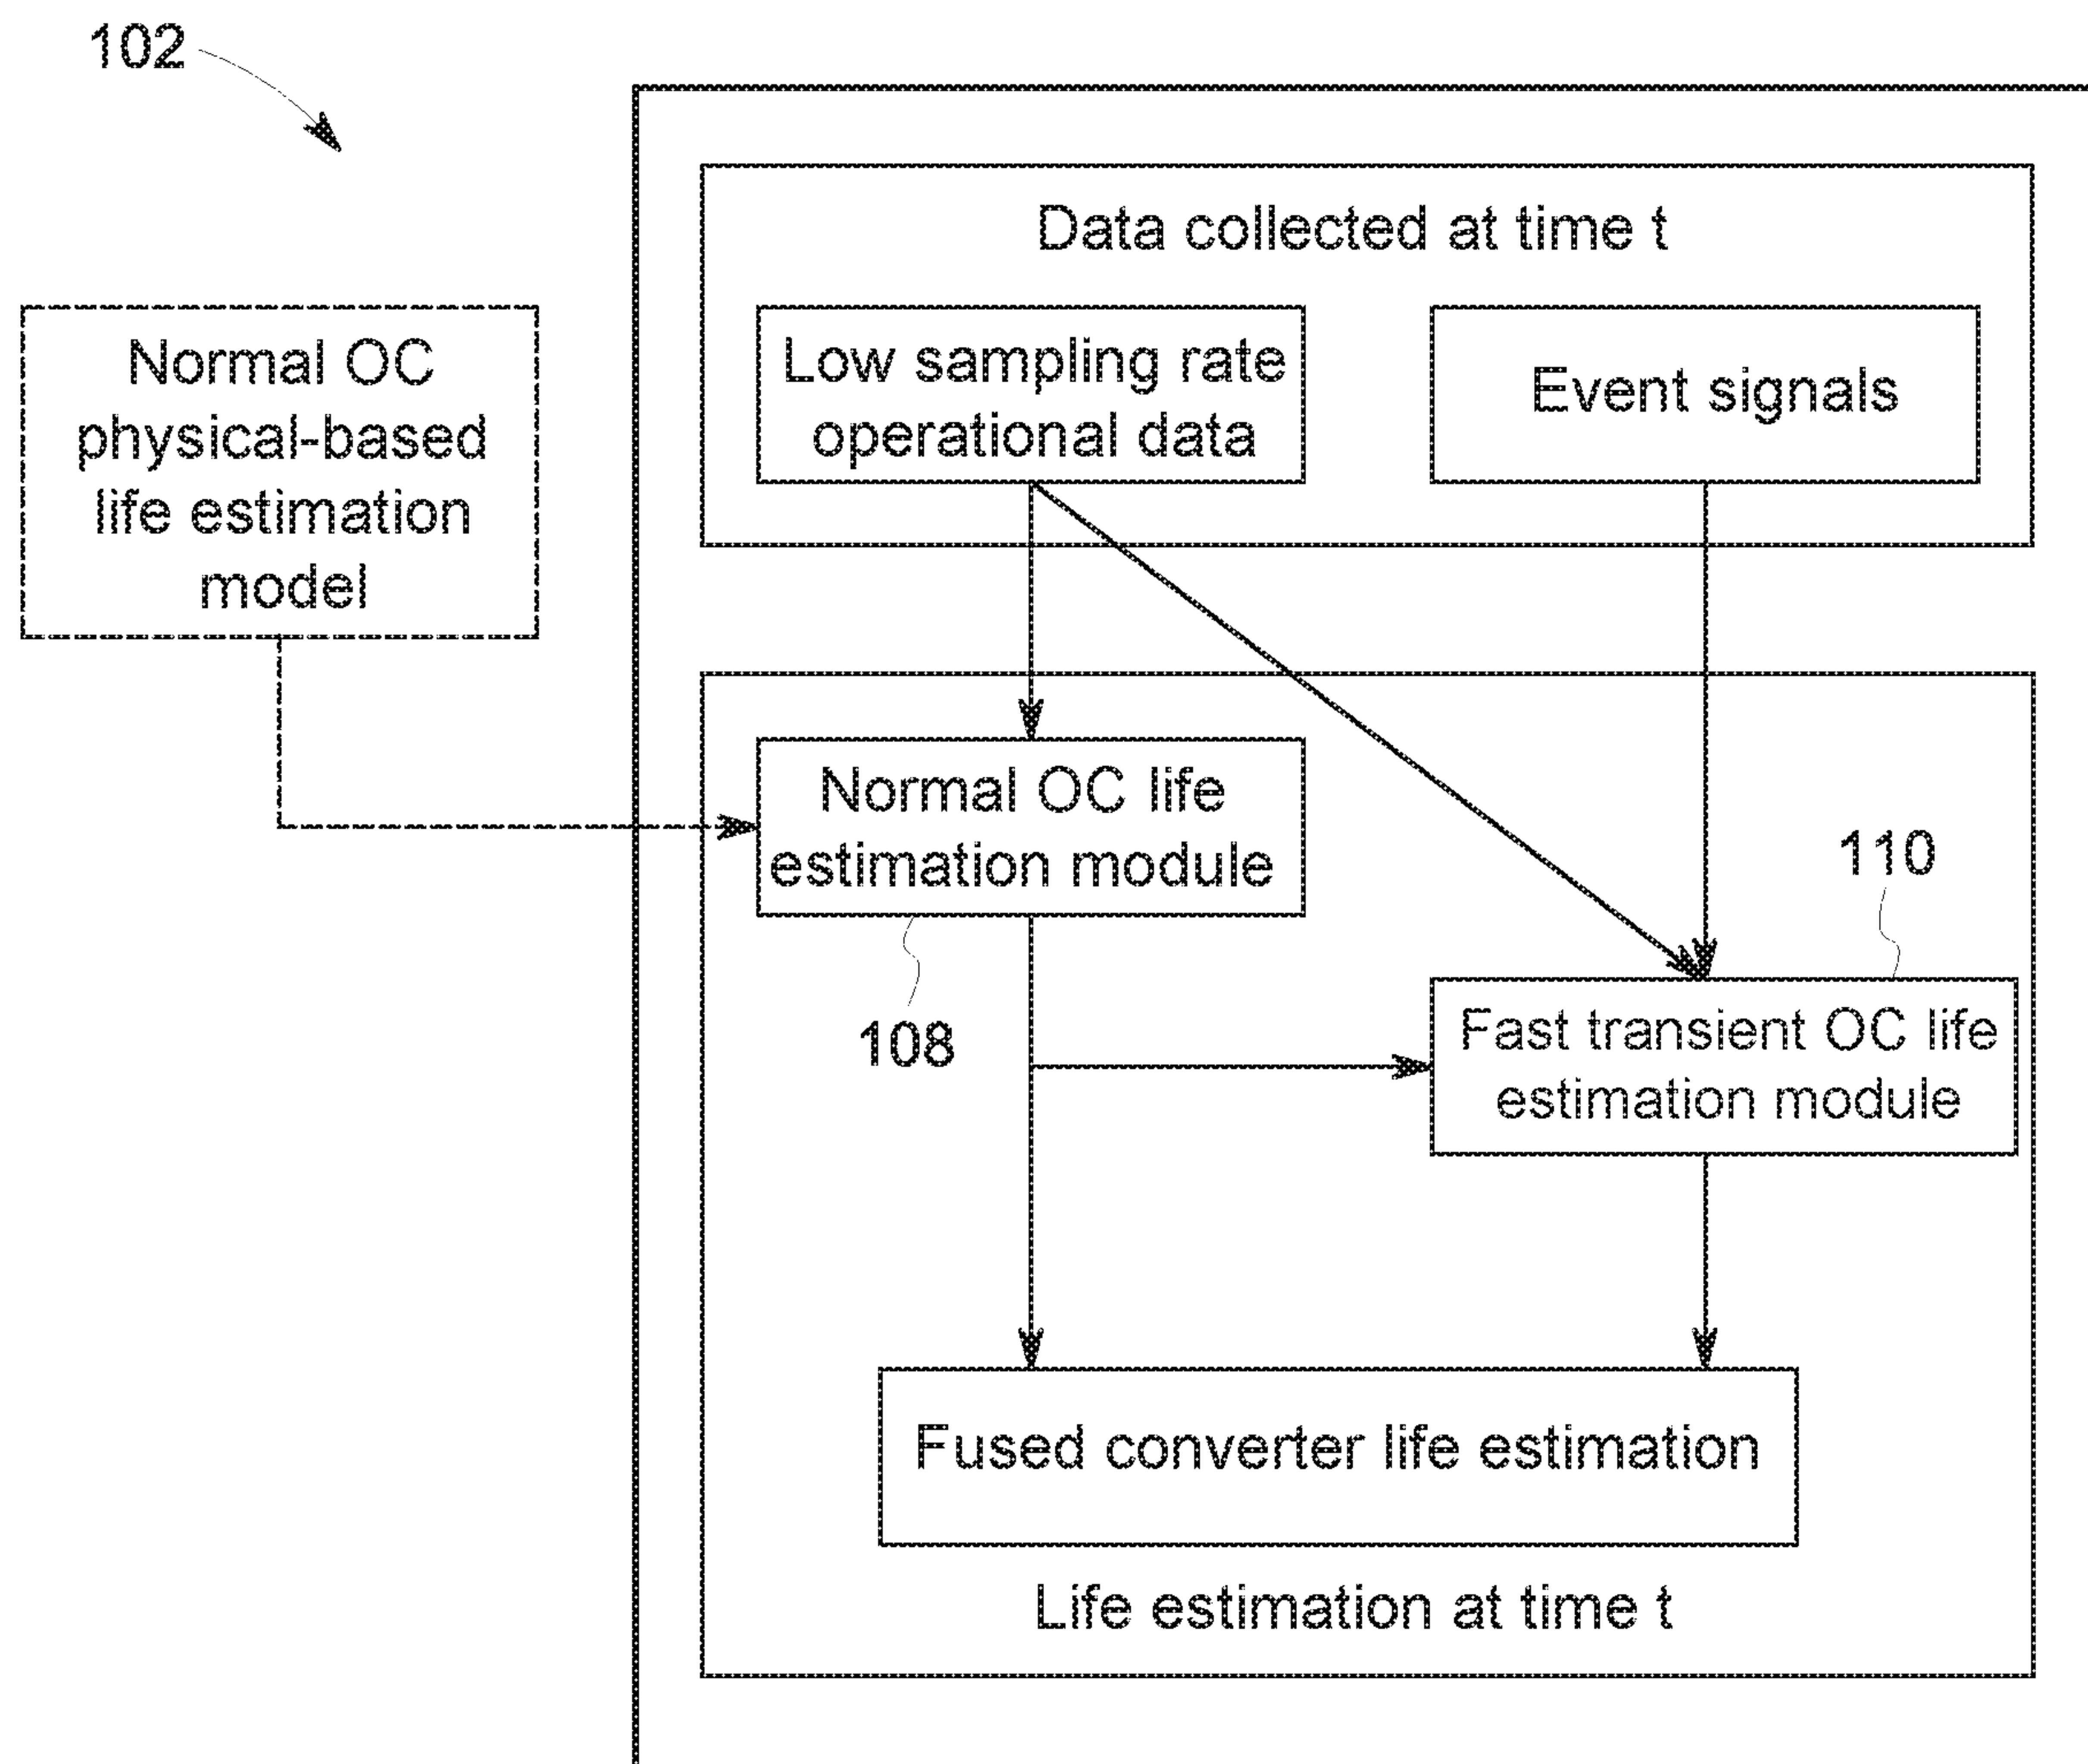 102
Data collected at time t
Normal OC
physical-based
life estimation
model
Low sampling rate
operational data
Event signals
Normal OC life
estimation module
110
108
Fast transient OC life
estimation module
Fused converter life estimation
Life estimation at time t